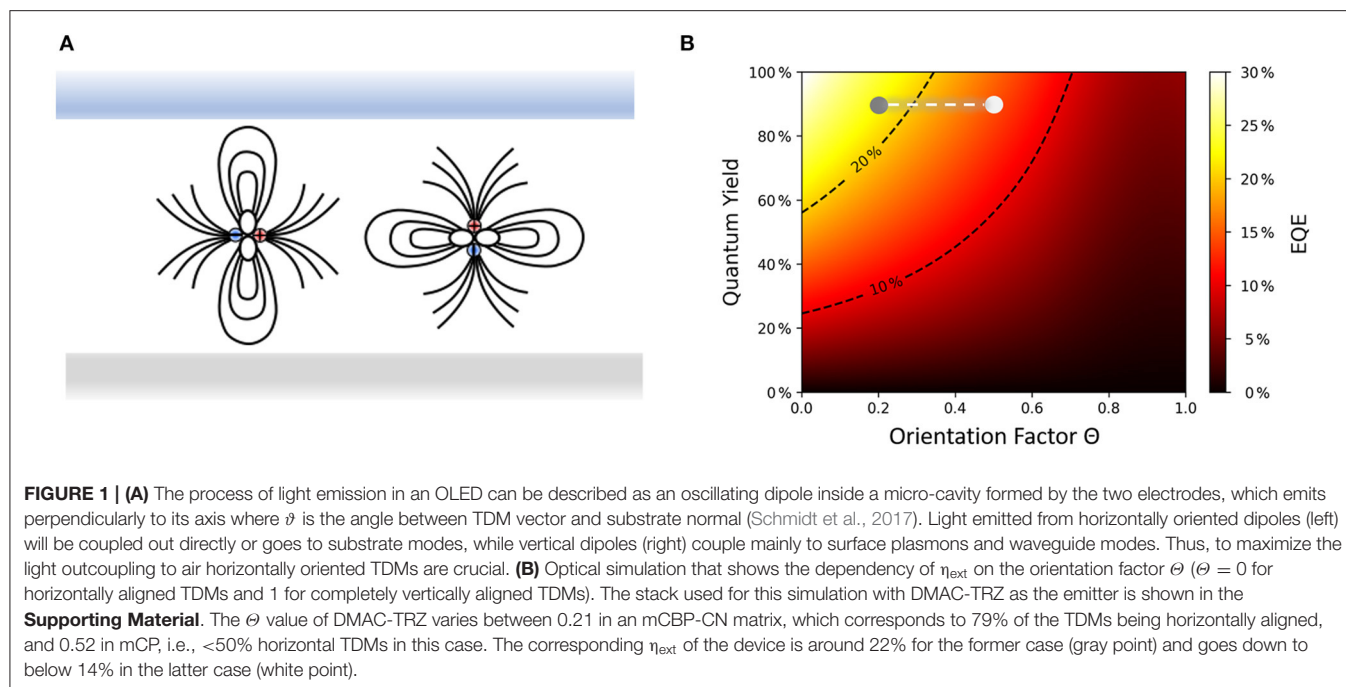 A
B
100 %
80 %
60 %
40 %
20 %
0 %
Quantum Yield
20 %
10 %
0.0 0.2 0.4 0.6 0.8 1.0
Orientation Factor Θ
30 %
25 %
20 %
15 %
10 %
5 %
0 %
EQE
FIGURE 1 | (A) The process of light emission in an OLED can be described as an oscillating dipole inside a micro-cavity formed by the two electrodes, which emits
perpendicularly to its axis where ϑ is the angle between TDM vector and substrate normal (Schmidt et al., 2017). Light emitted from horizontally oriented dipoles (left)
will be coupled out directly or goes to substrate modes, while vertical dipoles (right) couple mainly to surface plasmons and waveguide modes. Thus, to maximize the
light outcoupling to air horizontally oriented TDMs are crucial. (B) Optical simulation that shows the dependency of ηext on the orientation factor Θ (Θ = 0 for
horizontally aligned TDMs and 1 for completely vertically aligned TDMs). The stack used for this simulation with DMAC-TRZ as the emitter is shown in the
Supporting Material. The Θ value of DMAC-TRZ varies between 0.21 in an mCBP-CN matrix, which corresponds to 79% of the TDMs being horizontally aligned,
and 0.52 in mCP, i.e., <50% horizontal TDMs in this case. The corresponding ηext of the device is around 22% for the former case (gray point) and goes down to
below 14% in the latter case (white point).